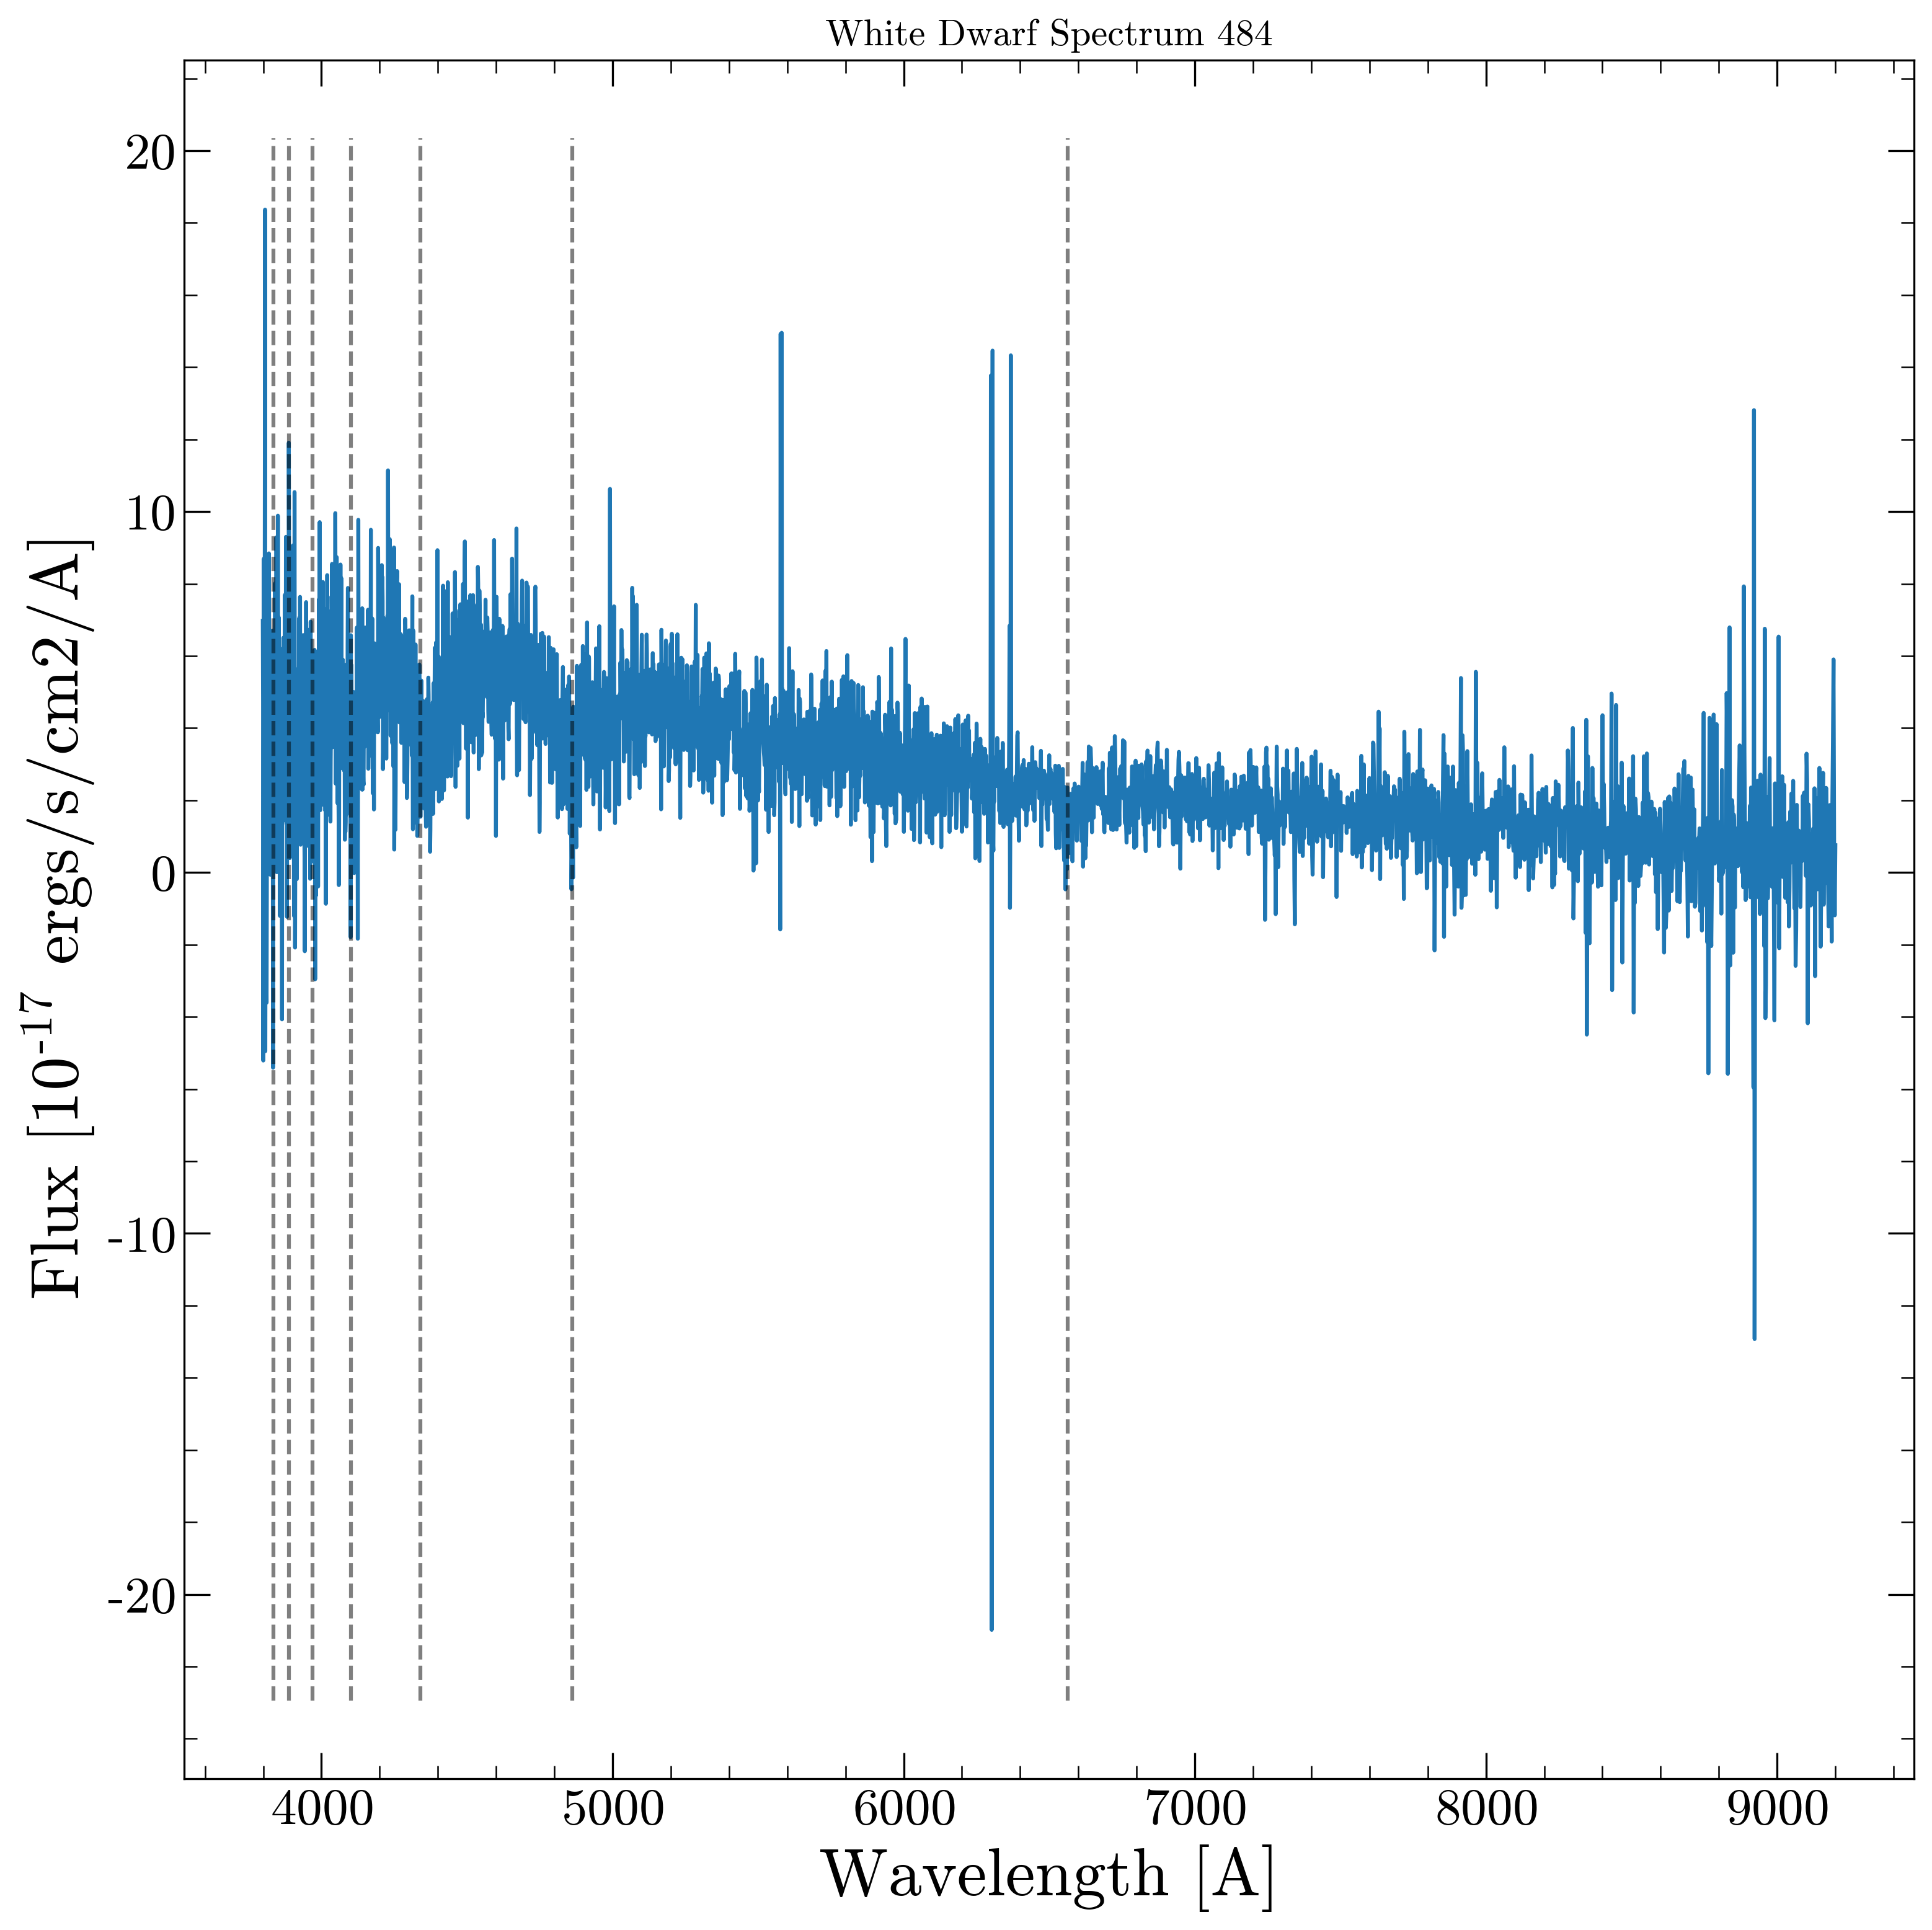 White Dwarf Spectrum 484
20
10
0
-10
-20
Flux [10-17 ergs/s/cm2/A]
4000 5000 6000 7000 8000 9000
Wavelength [A]